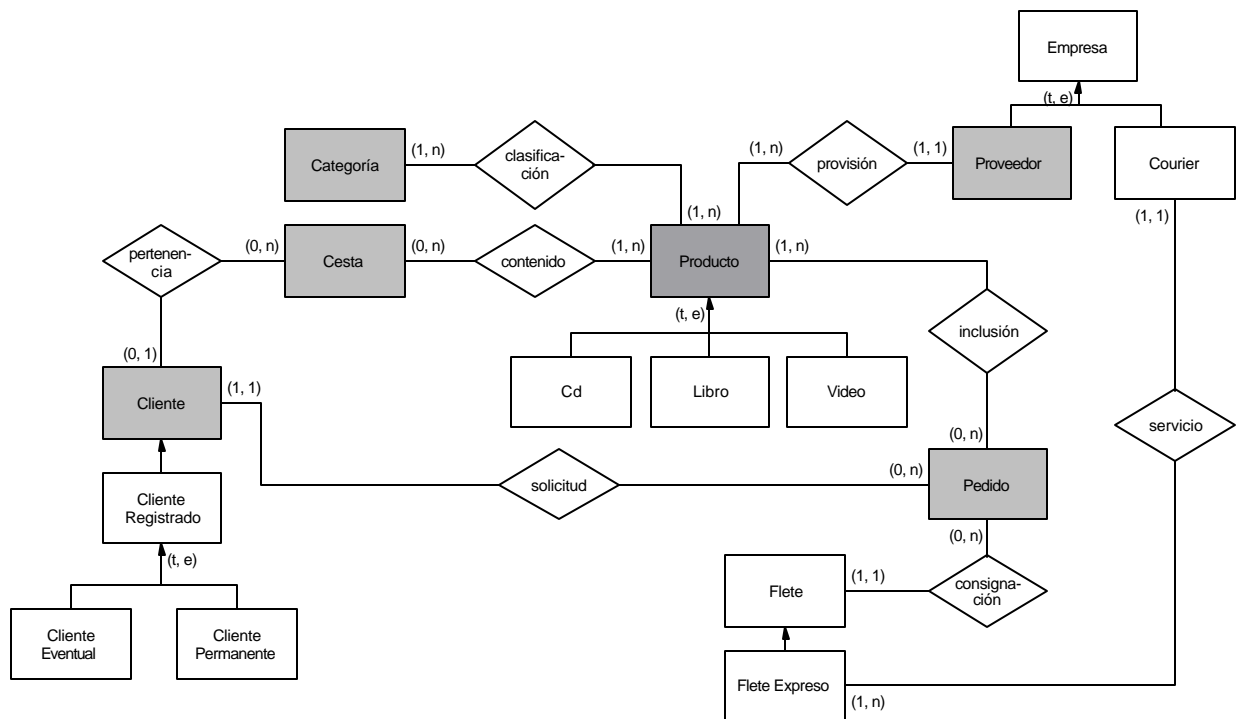 Empresa
(t, e)
Categoría
(1, n)
clasifica-
ción
(1, n)
provisión
(1, 1)
Proveedor
Courier
(1, n)
(1, 1)
pertenen-
cia
(0, n)
Cesta
(0, n)
contenido
(1, n)
Producto
(1, n)
(t, e)
inclusión
(0, 1)
Cliente
(1, 1)
Cd
Libro
Video
servicio
(0, n)
solicitud
(0, n)
Pedido
Cliente
Registrado
(0, n)
(t, e)
Flete
(1, 1)
consigna-
ción
Cliente
Eventual
Cliente
Permanente
Flete Expreso
(1, n)